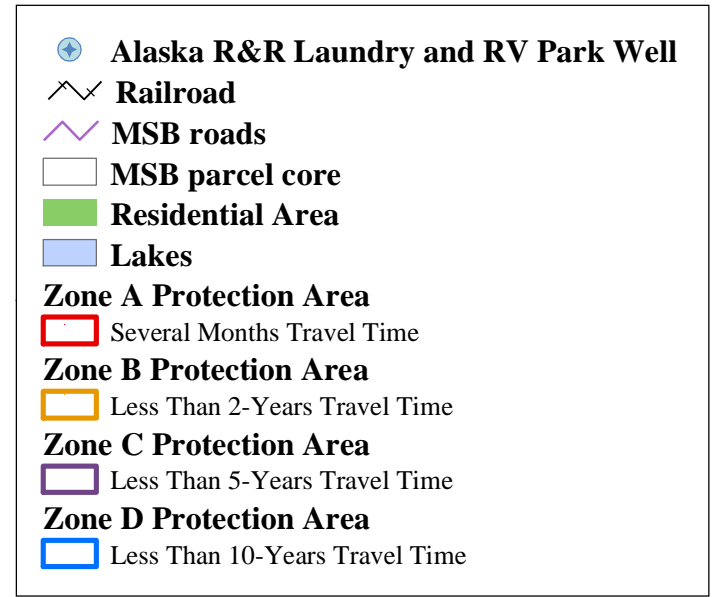 Alaska R&R Laundry and RV Park Well
Railroad
MSB roads
MSB parcel core
Residential Area
Lakes
Zone A Protection Area
Several Months Travel Time
Zone B Protection Area
Less Than 2-Years Travel Time
Zone C Protection Area
Less Than 5-Years Travel Time
Zone D Protection Area
Less Than 10-Years Travel Time